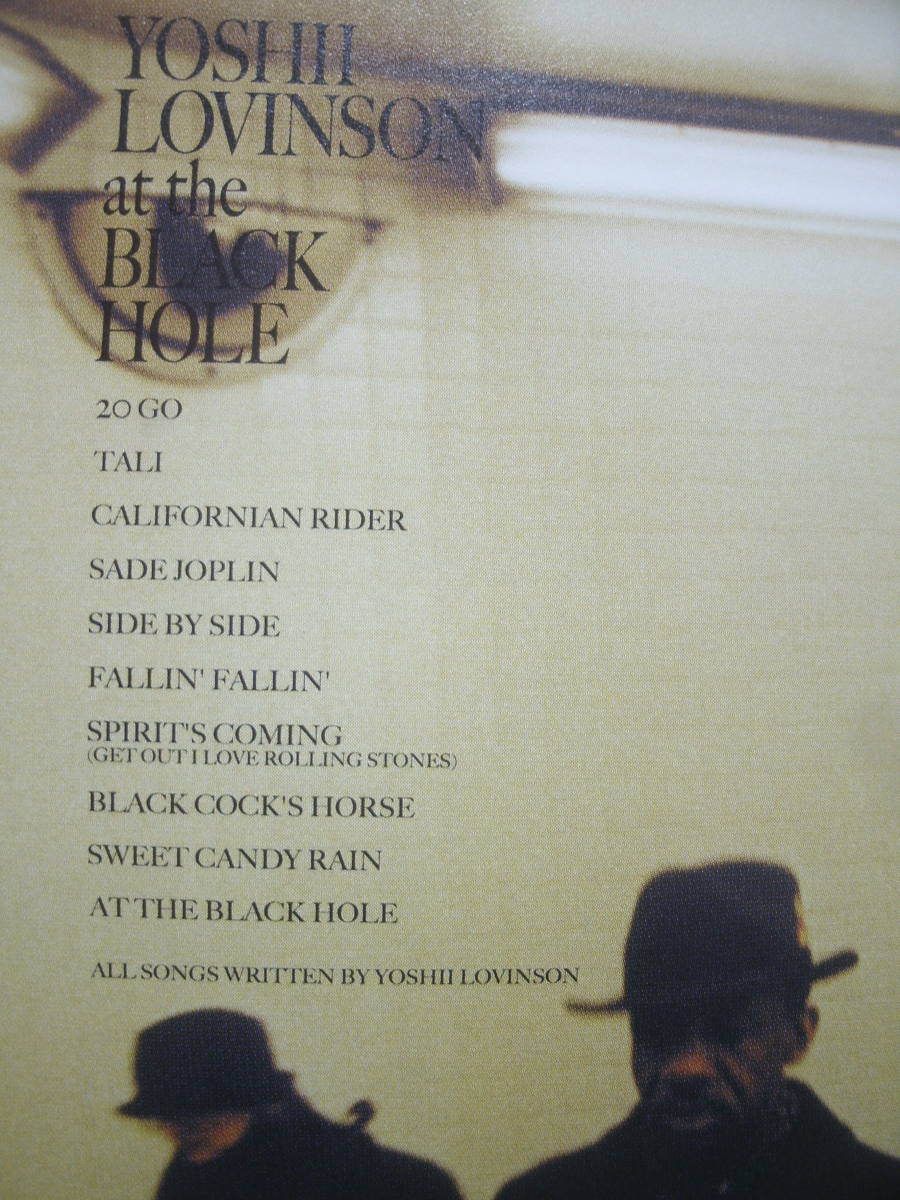 YOSHII
LOVINSON
at the
BLACK
HOLE
20 GO
TALI
CALIFORNIAN RIDER
SADE JOPLIN
SIDE BY SIDE
FALLIN' FALLIN'
SPIRIT'S COMING
(GET OUT I LOVE ROLLING STONES)
BLACK COCK'S HORSE
SWEET CANDY RAIN
AT THE BLACK HOLE
ALL SONGS WRITTEN BY YOSHII LOVINSON